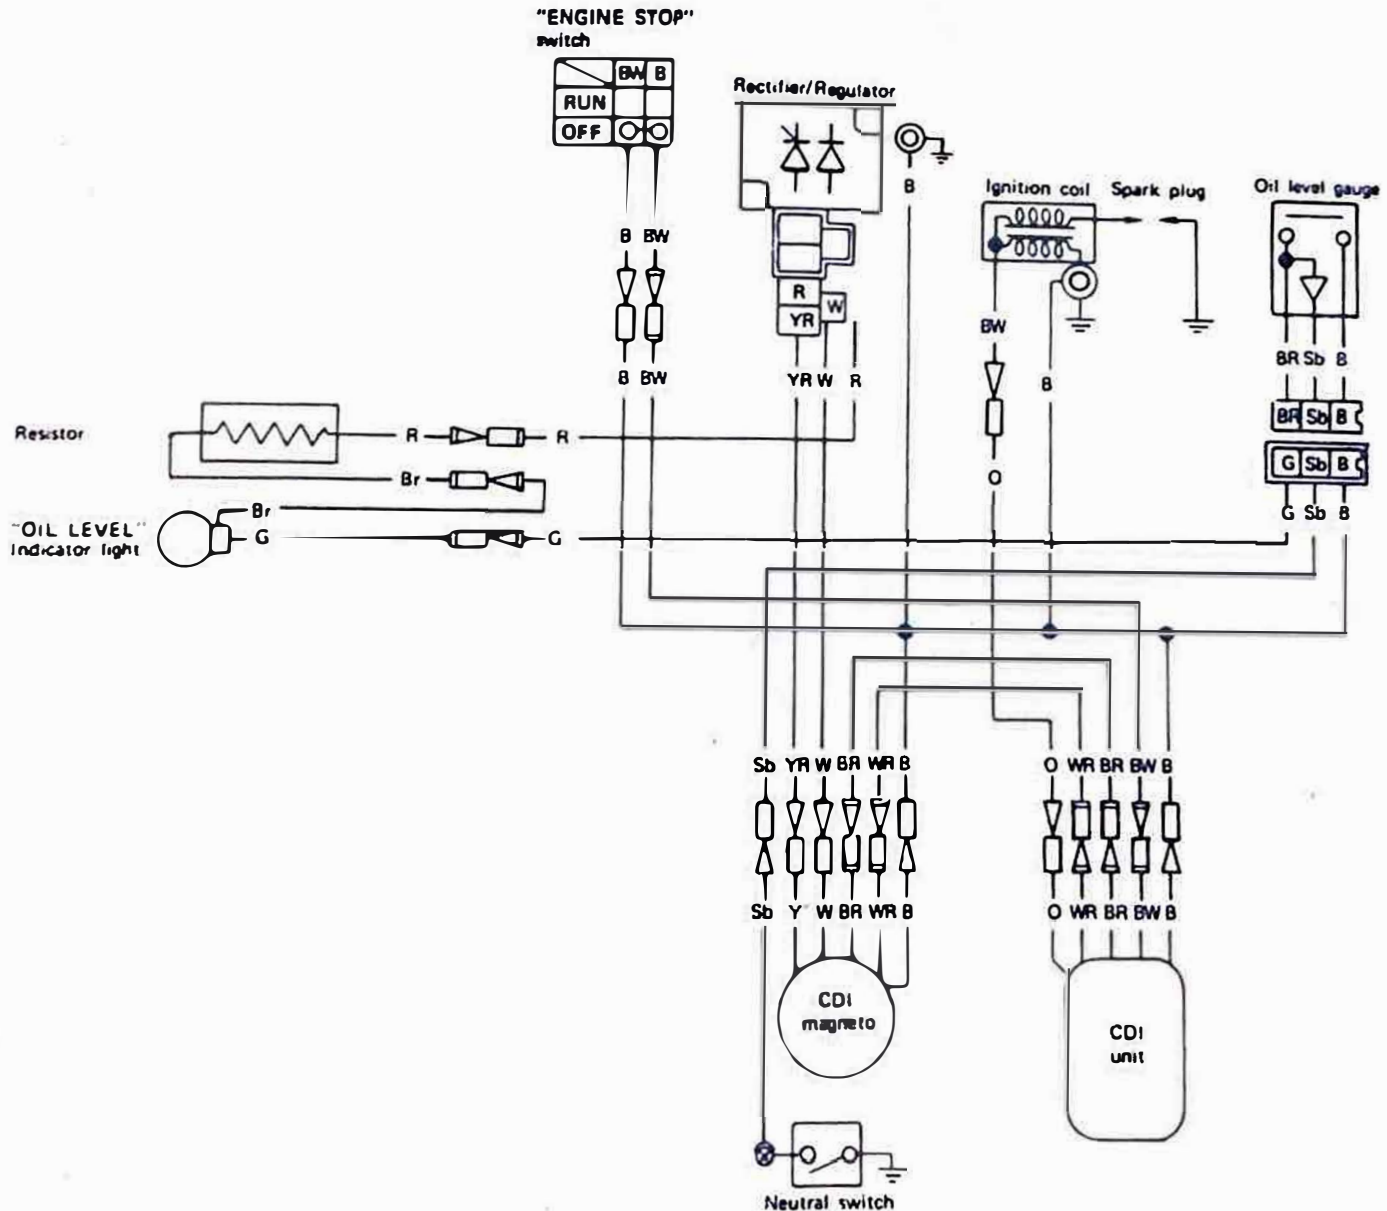 "ENGINE STOP"
switch
BW B
RUN
OFF
Rectifier/Regulator
B
Ignition coil Spark plug
Oil level gauge
B BW
R
YR W
BW
BR Sb B
B BW
YR W R
B
BR Sb B
Resistor
R R
G Sb B
Br
O
Br
G Sb B
"OIL LEVEL"
Indicator light
G G
Sb YR W BR WR B
O WR BR BW B
Sb Y W BR WR B
O WR BR BW B
CDI
magneto
CDI
unit
Neutral switch